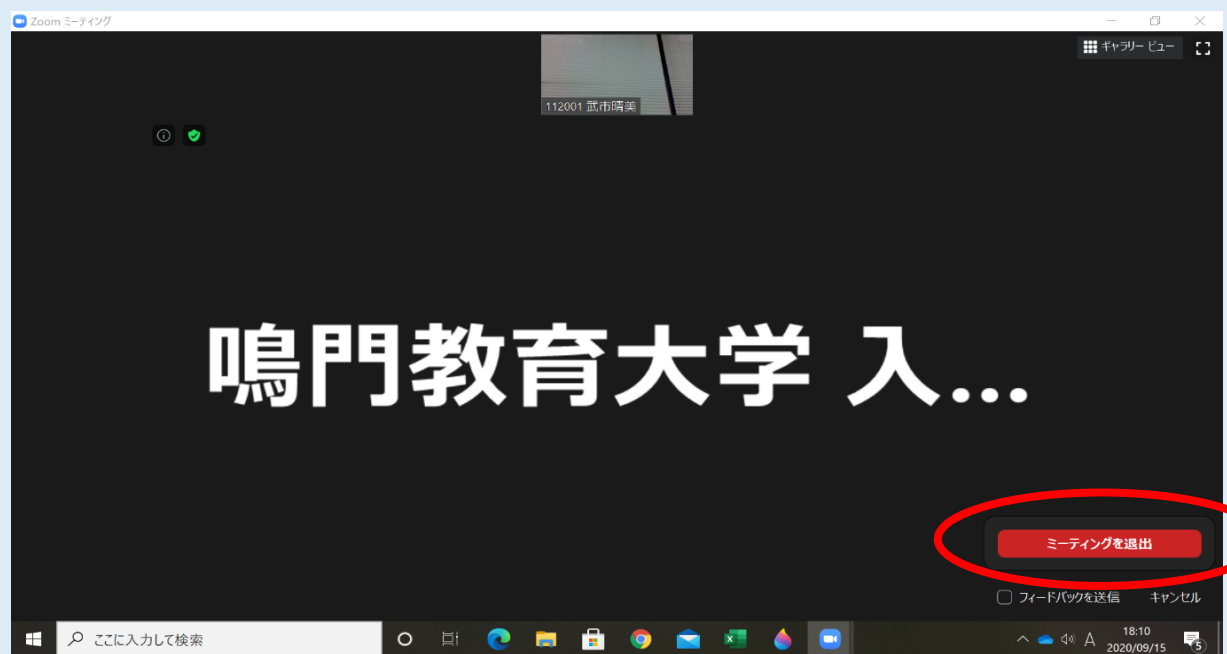 Zoom ミーティング
ギャラリー ビュー
112001 武市晴美
鳴門教育大学 入...
ミーティングを退出
フィードバックを送信 キャンセル
ここに入力して検索
A
18:10
2020/09/15
5